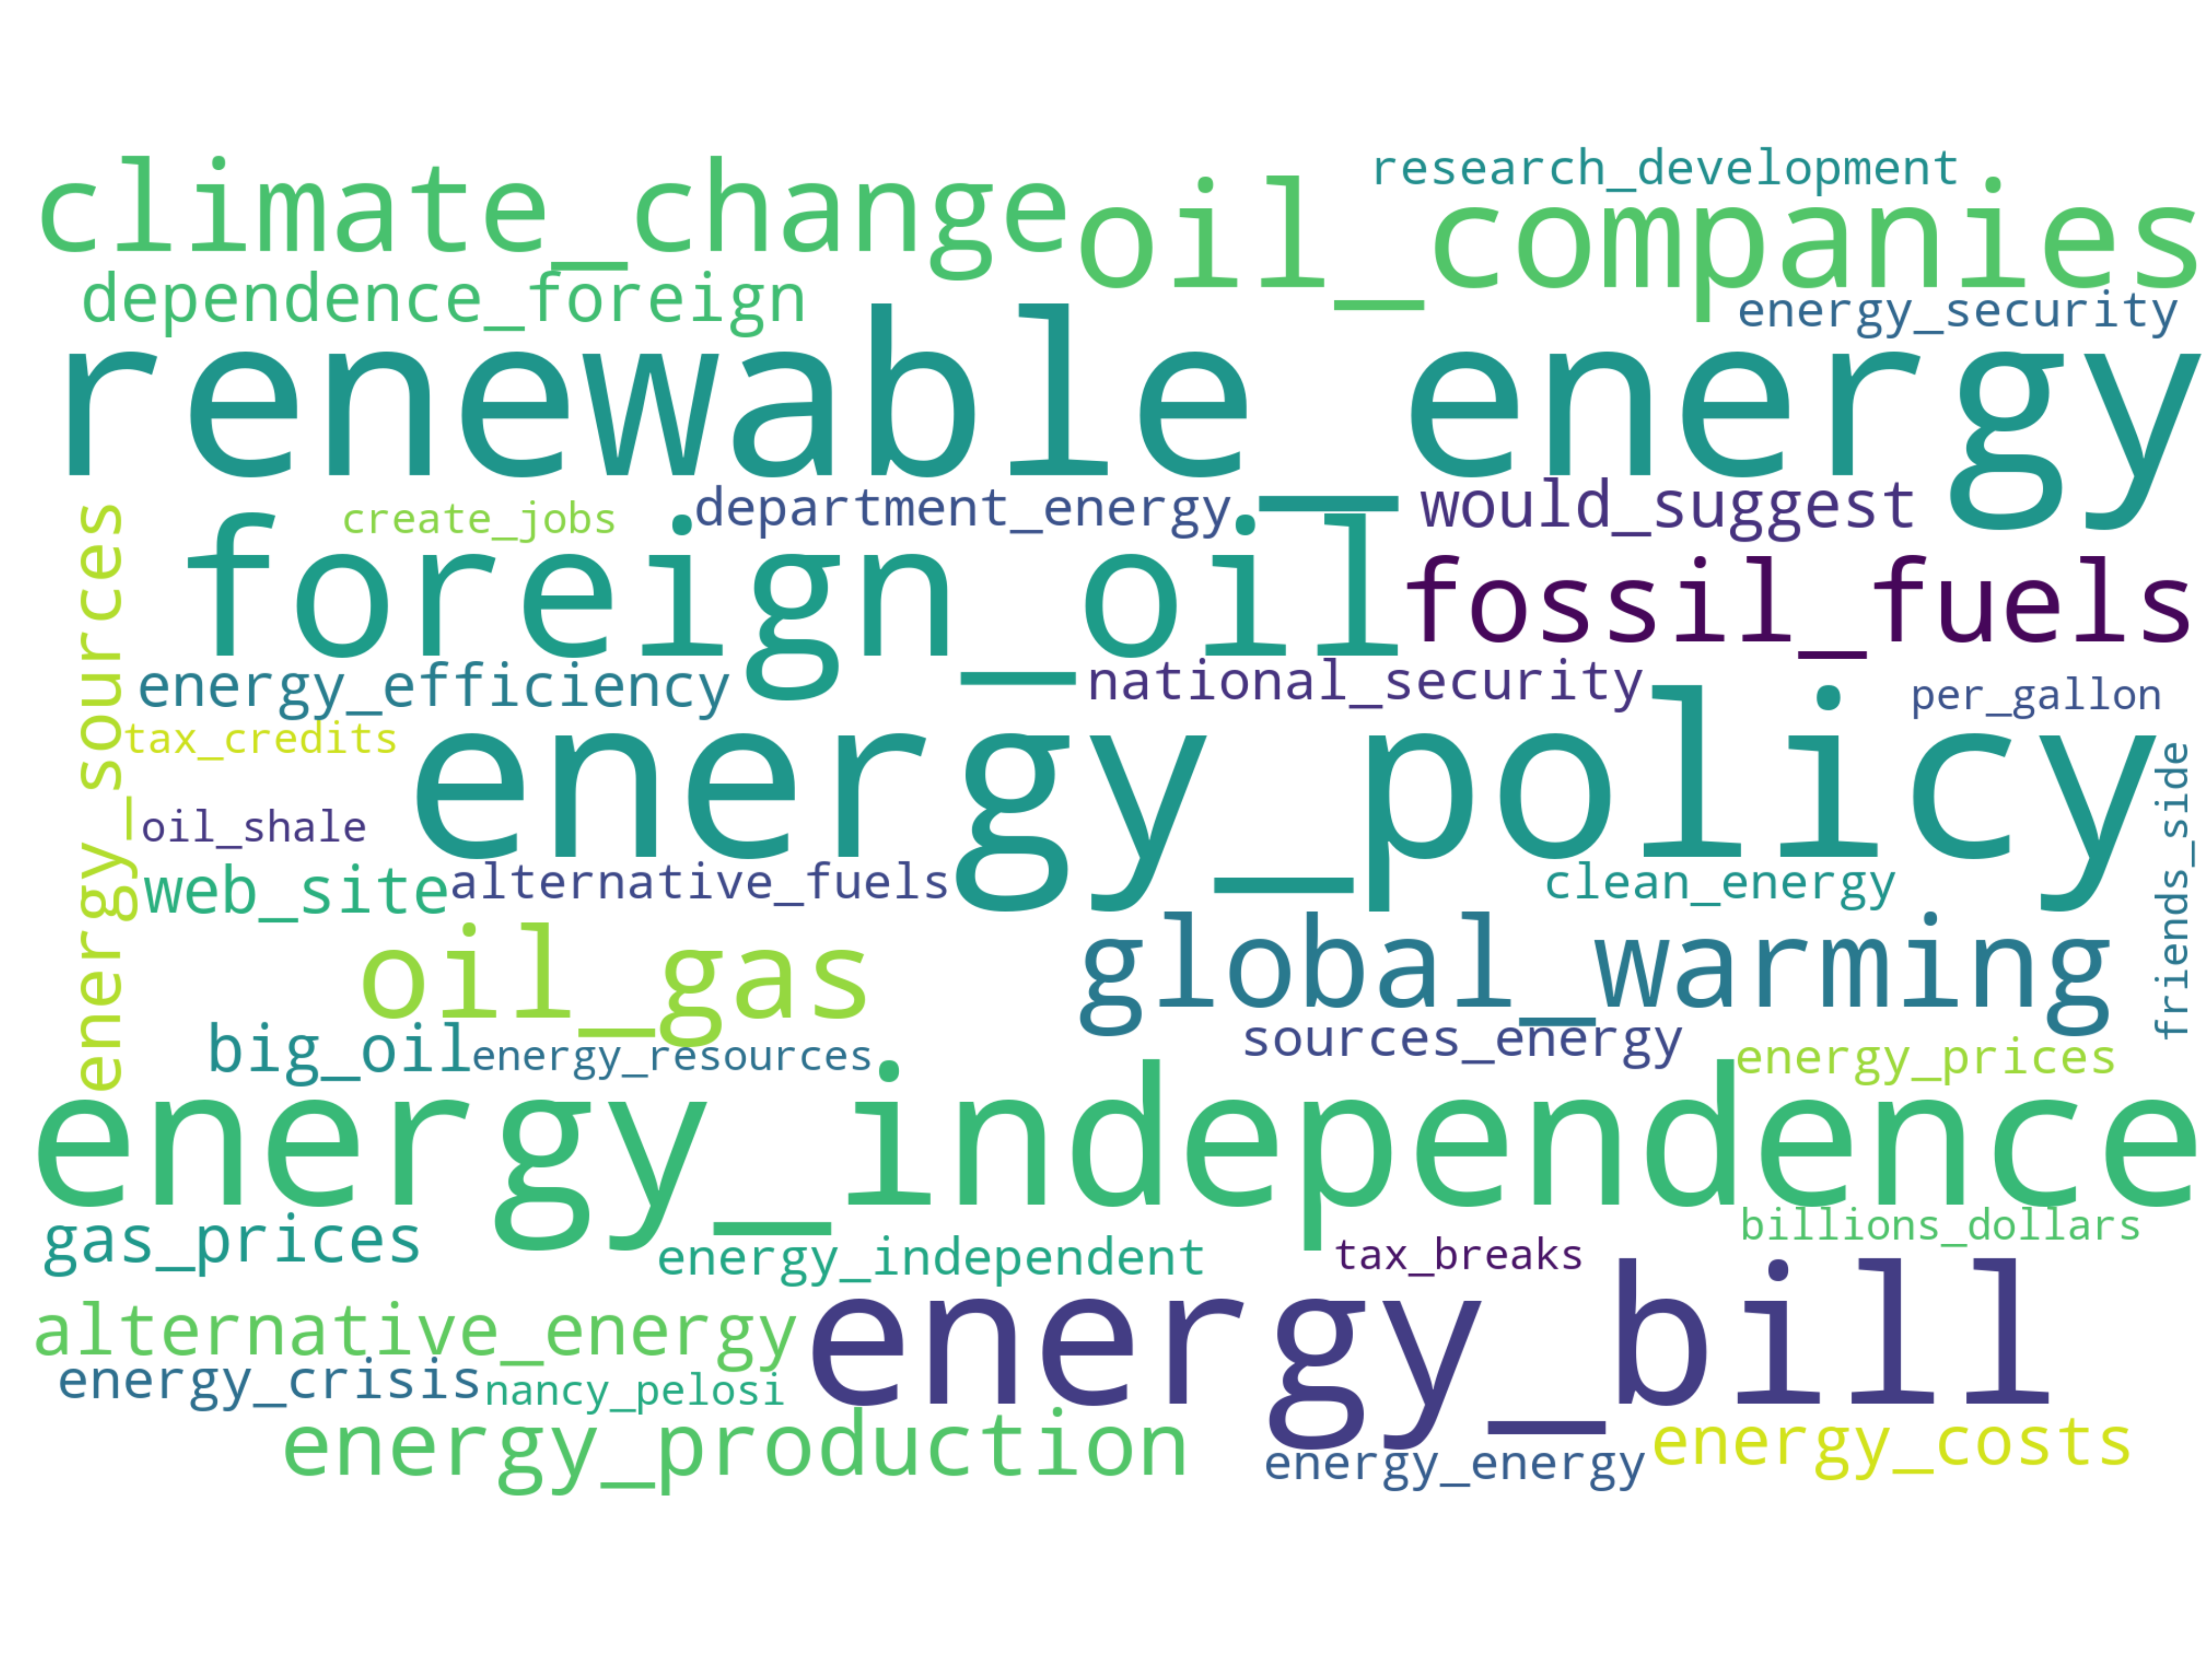 research_development
climate_change
oil_companies
dependence_foreign
energy_security
renewable_energy
create_jobs
department_energy
would_suggest
energy_sources
foreign_oil
fossil_fuels
energy_efficiency
national_security
per_gallon
tax_credits
energy_policy
friends_side
oil_shale
web_site
alternative_fuels
clean_energy
oil_gas
global_warming
big_oil
energy_resources
sources_energy
energy_prices
energy_independence
gas_prices
energy_independent
tax_breaks
billions_dollars
alternative_energy
energy_bill
energy_crisis
nancy_pelosi
energy_production
energy_energy
energy_costs